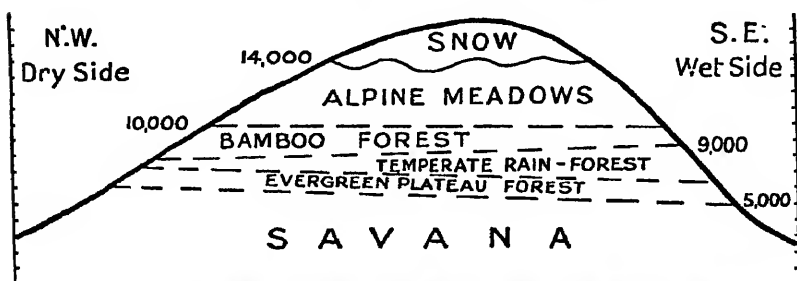 N.W.
Dry Side
S.E.
Wet Side
SNOW
14,000
ALPINE MEADOWS
10,000
BAMBOO FOREST
9,000
TEMPERATE RAIN-FOREST
EVERGREEN PLATEAU FOREST
5,000
SAVANA